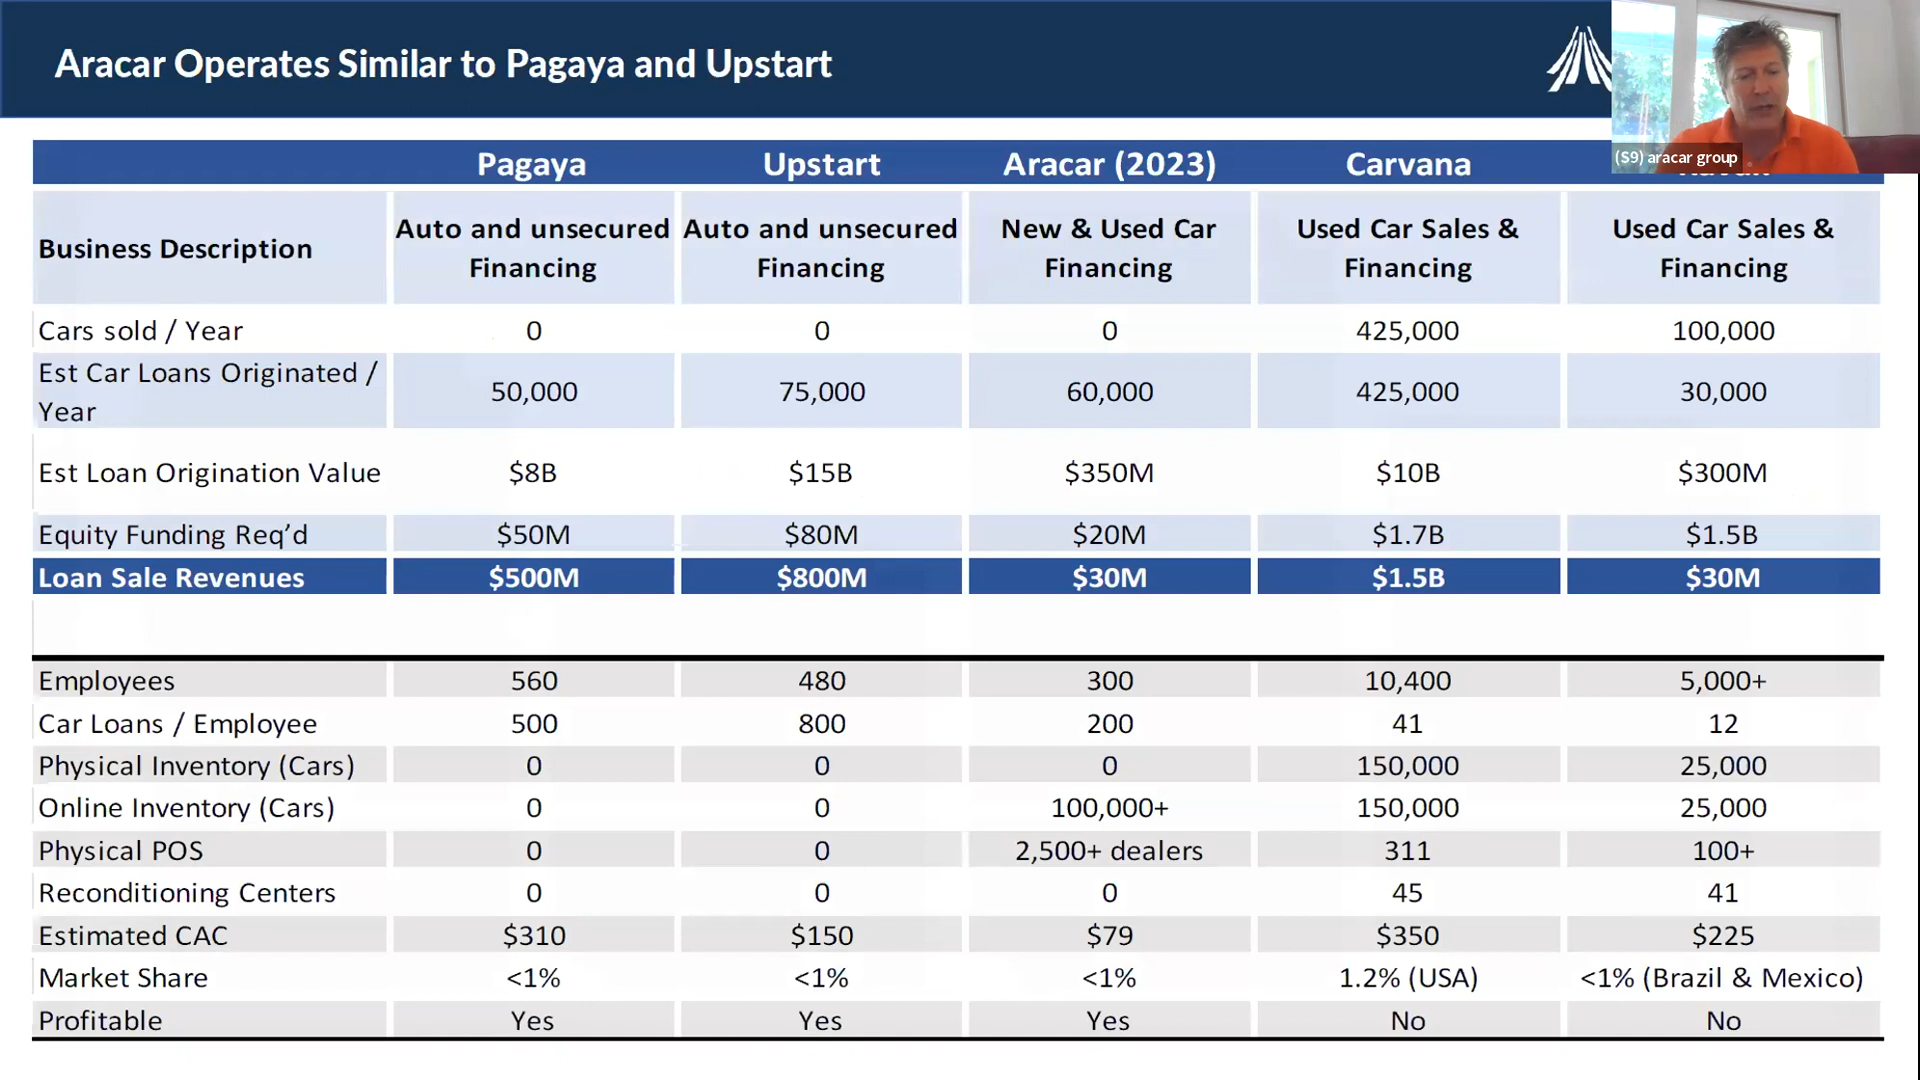 Aracar Operates Similar to Pagaya and Upstart
(S9) aracar group
Pagaya Upstart Aracar (2023) Carvana
Business Description Auto and unsecured Financing Auto and unsecured Financing New & Used Car Financing Used Car Sales & Financing Used Car Sales & Financing
Cars sold / Year 0 0 0 425,000 100,000
Est Car Loans Originated / Year 50,000 75,000 60,000 425,000 30,000
Est Loan Origination Value $8B $15B $350M $10B $300M
Equity Funding Req’d $50M $80M $20M $1.7B $1.5B
Loan Sale Revenues $500M $800M $30M $1.5B $30M
Employees 560 480 300 10,400 5,000+
Car Loans / Employee 500 800 200 41 12
Physical Inventory (Cars) 0 0 0 150,000 25,000
Online Inventory (Cars) 0 0 100,000+ 150,000 25,000
Physical POS 0 0 2,500+ dealers 311 100+
Reconditioning Centers 0 0 0 45 41
Estimated CAC $310 $150 $79 $350 $225
Market Share <1% <1% <1% 1.2% (USA) <1% (Brazil & Mexico)
Profitable Yes Yes Yes No No